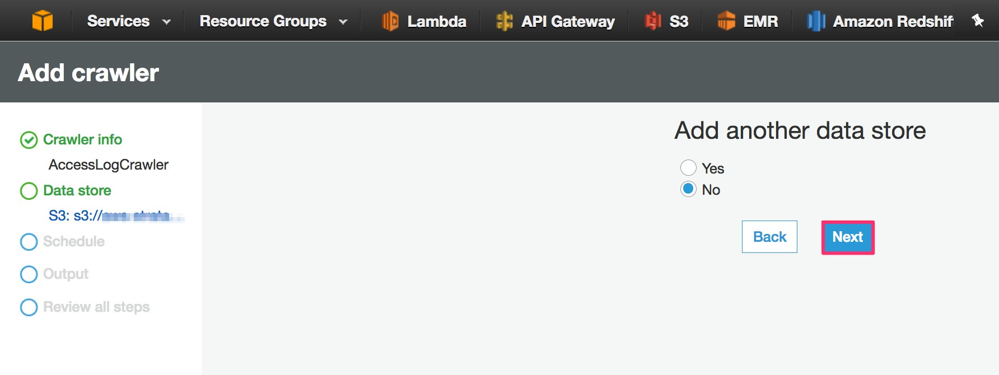 Services
Resource Groups
Lambda
API Gateway
S3
EMR
Amazon Redshif
Add crawler
Crawler info
AccessLogCrawler
Data store
S3: s3://
Schedule
Output
Review all steps
Add another data store
Yes
No
Back
Next